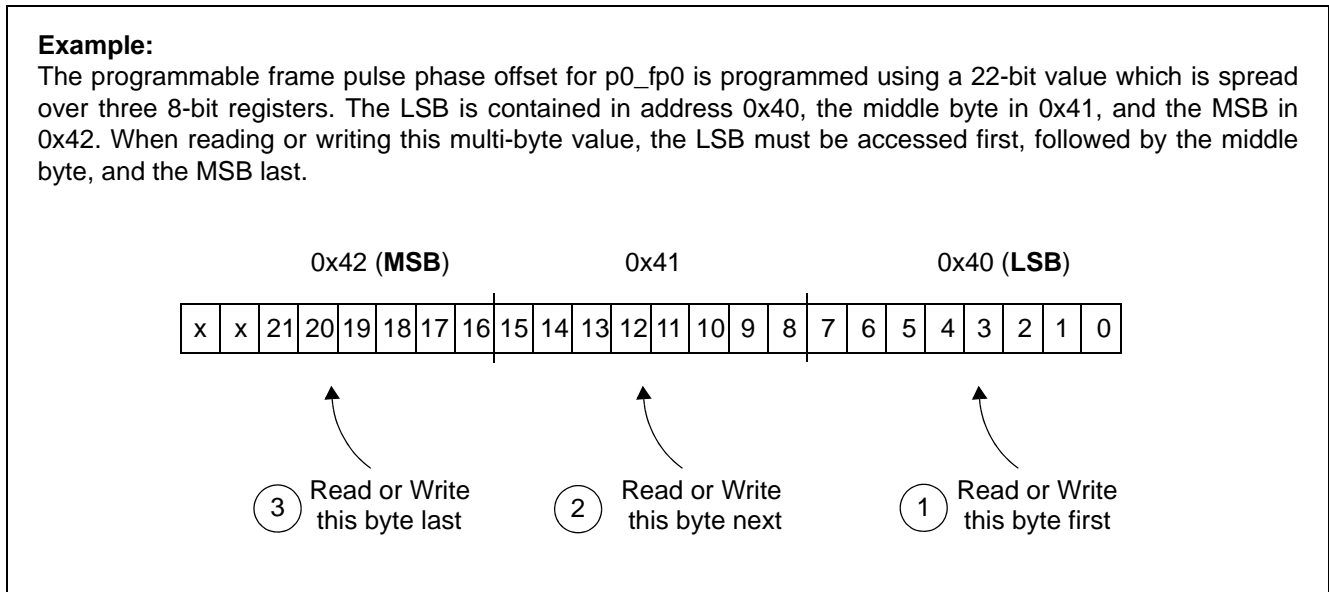 Example:
The programmable frame pulse phase offset for p0_fp0 is programmed using a 22-bit value which is spread
over three 8-bit registers. The LSB is contained in address 0x40, the middle byte in 0x41, and the MSB in
0x42. When reading or writing this multi-byte value, the LSB must be accessed first, followed by the middle
byte, and the MSB last.
0x42 (MSB) 0x41 0x40 (LSB)
x x 21 20 19 18 17 16 15 14 13 12 11 10 9 8 7 6 5 4 3 2 1 0
3 Read or Write this byte last
2 Read or Write this byte next
1 Read or Write this byte first